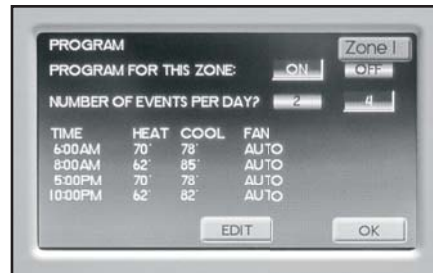 PROGRAM Zone 1
PROGRAM FOR THIS ZONE: ON OFF
NUMBER OF EVENTS PER DAY? 2 4
TIME HEAT COOL FAN
6:00AM 70° 78° AUTO
8:00AM 62° 85° AUTO
5:00PM 70° 78° AUTO
10:00PM 62° 82° AUTO
EDIT OK